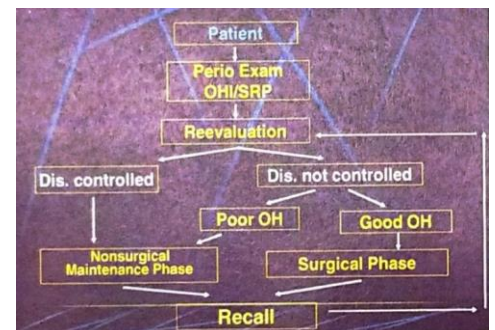 Patient
Perio Exam
OHI/SRP
Reevaluation
Dis. controlled
Dis. not controlled
Poor OH
Good OH
Nonsurgical
Maintenance Phase
Surgical Phase
Recall